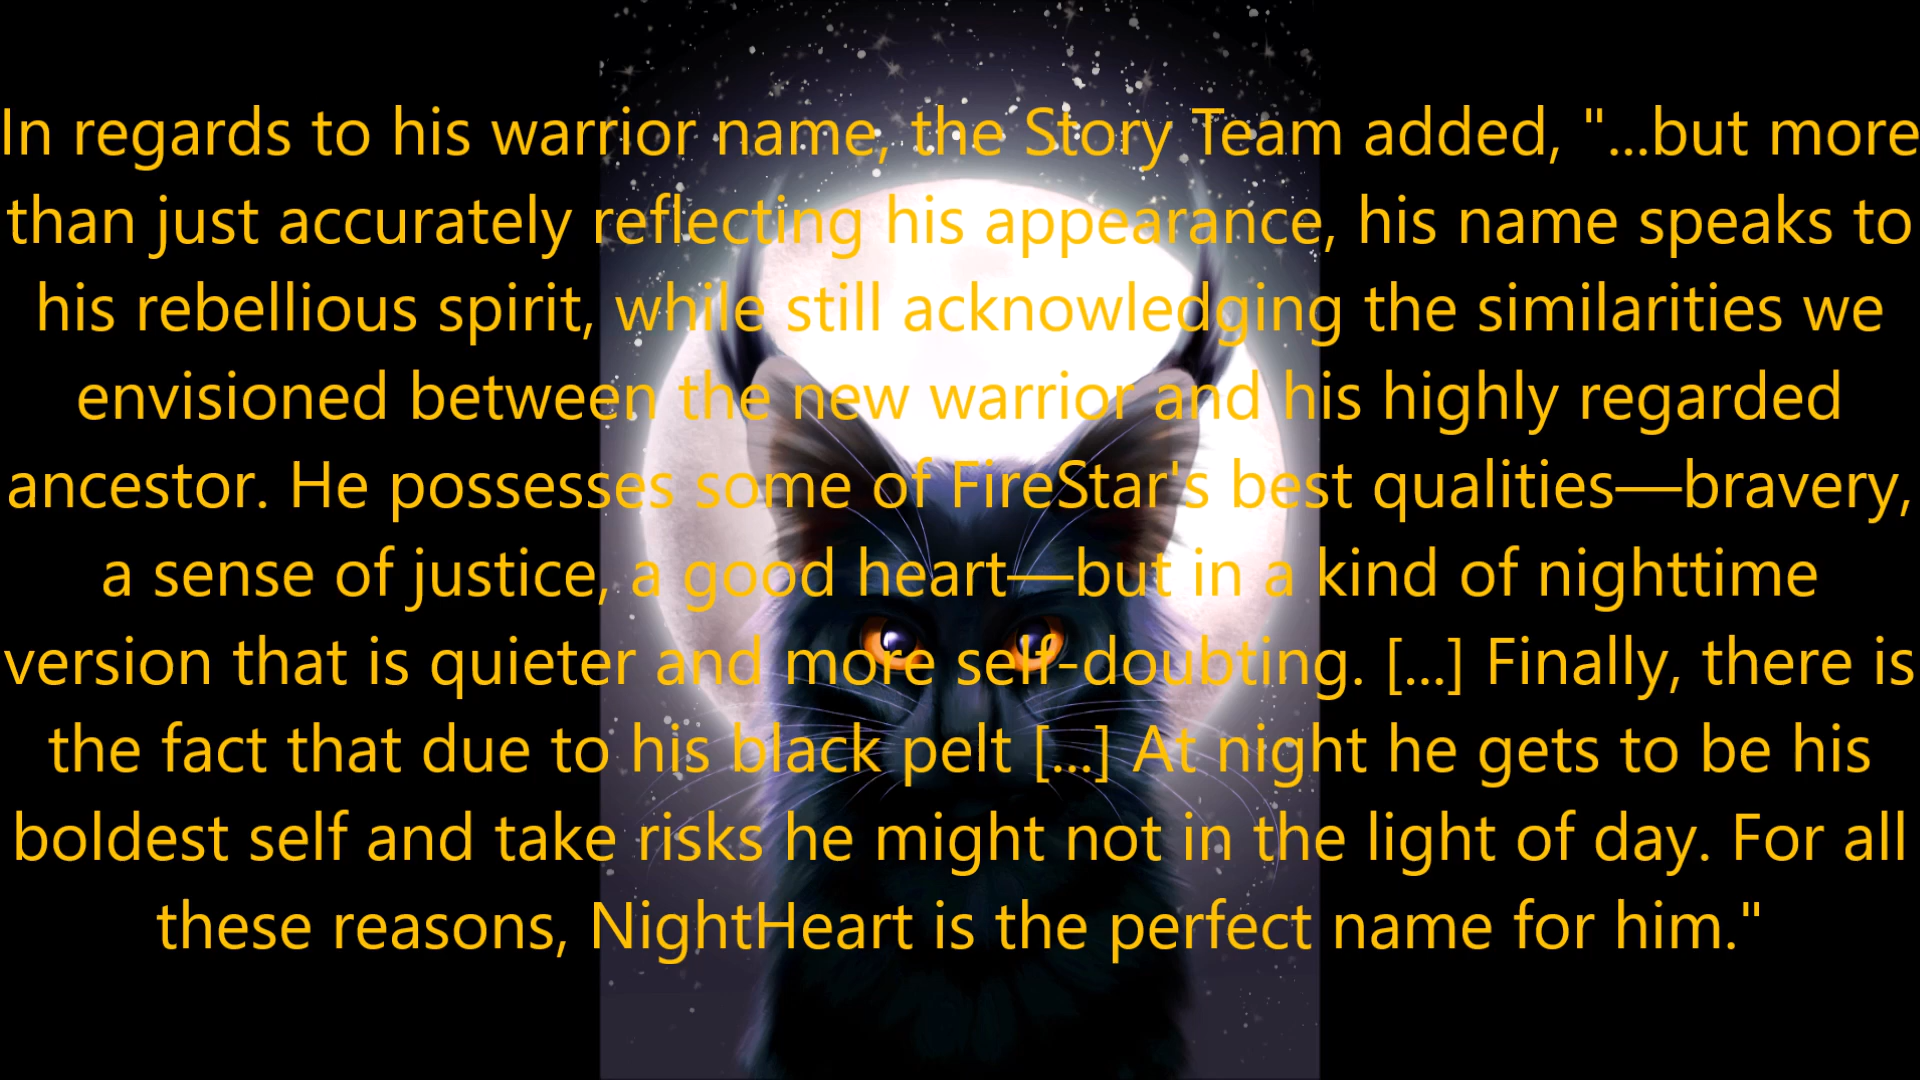 In regards to his warrior name, the Story Team added, "...but more
than just accurately reflecting his appearance, his name speaks to
his rebellious spirit, while still acknowledging the similarities we
envisioned between the new warrior and his highly regarded
ancestor. He possesses some of FireStar's best qualities—bravery,
a sense of justice, a good heart—but in a kind of nighttime
version that is quieter and more self-doubting. [...] Finally, there is
the fact that due to his black pelt [...] At night he gets to be his
boldest self and take risks he might not in the light of day. For all
these reasons, NightHeart is the perfect name for him."